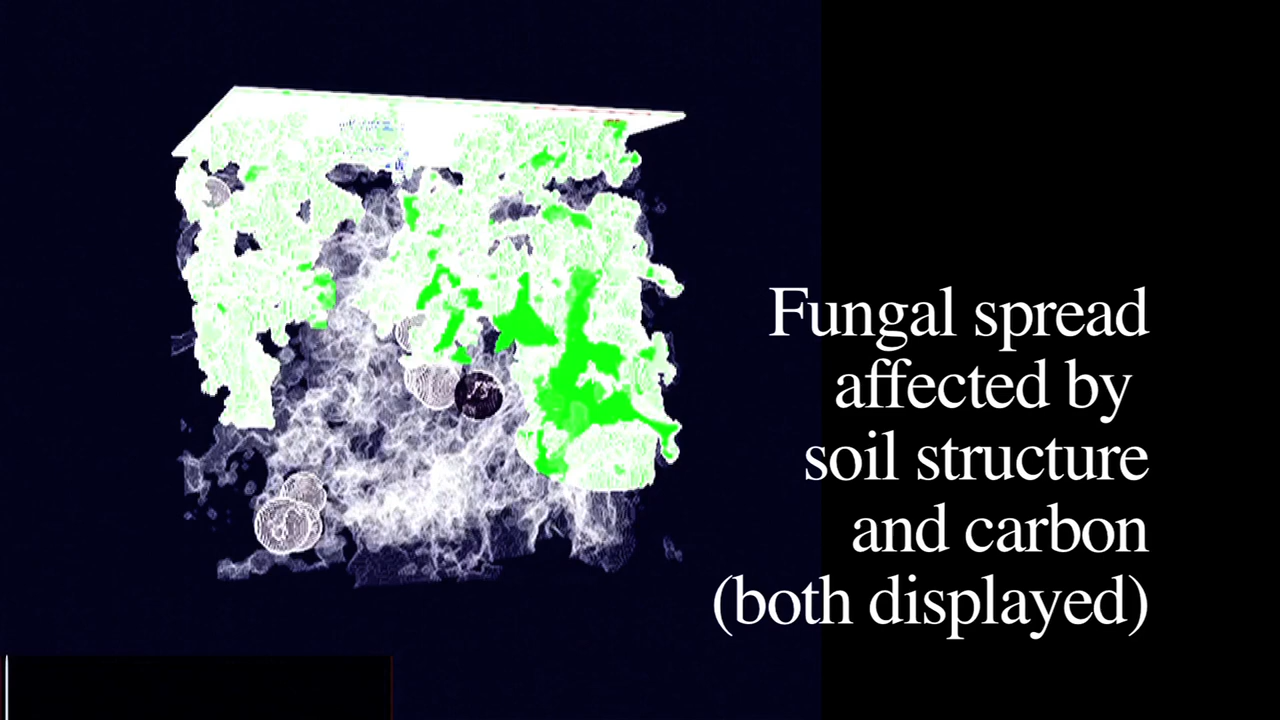 Fungal spread
affected by
soil structure
and carbon
(both displayed)